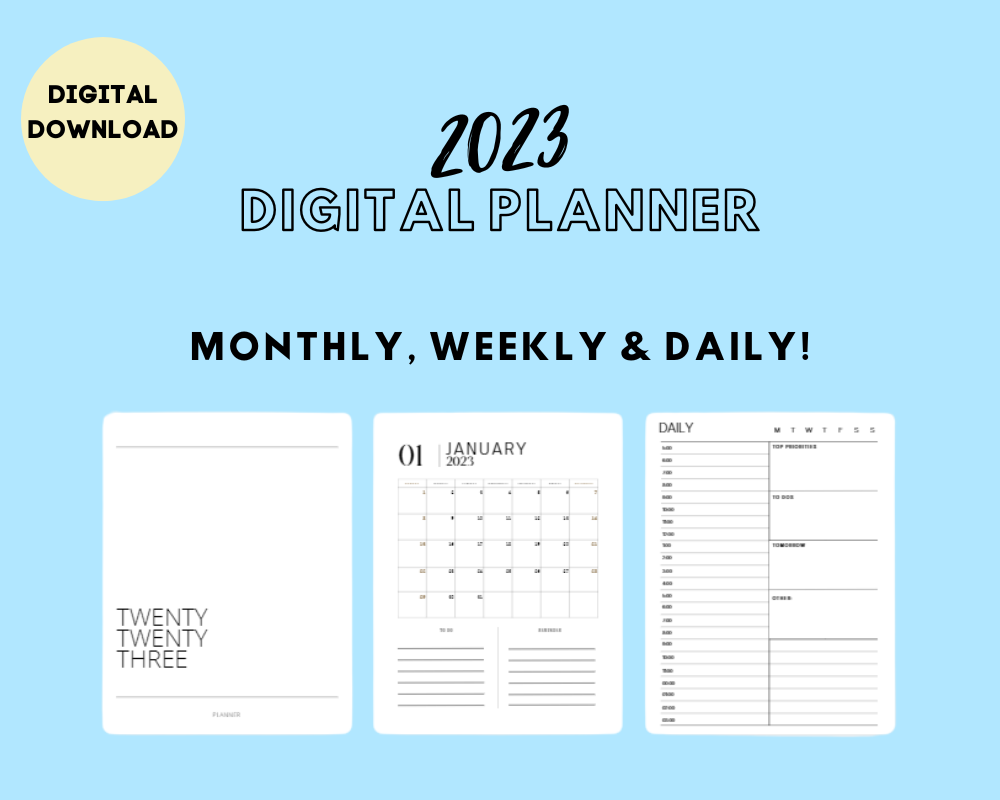 DIGITAL
DOWNLOAD
2023
DIGITAL PLANNER
MONTHLY, WEEKLY & DAILY!
TWENTY
TWENTY
THREE
PLANNER
01
JANUARY
2023
1 2 3 4 5 6 7
8 9 10 11 12 13 14
15 16 17 18 19 20 21
22 23 24 25 26 27 28
29 30 31
TO DO
REMINDER
DAILY
M T W T F S S
TOP PRIORITIES
TO DOS
TOMORROW
OTHER: